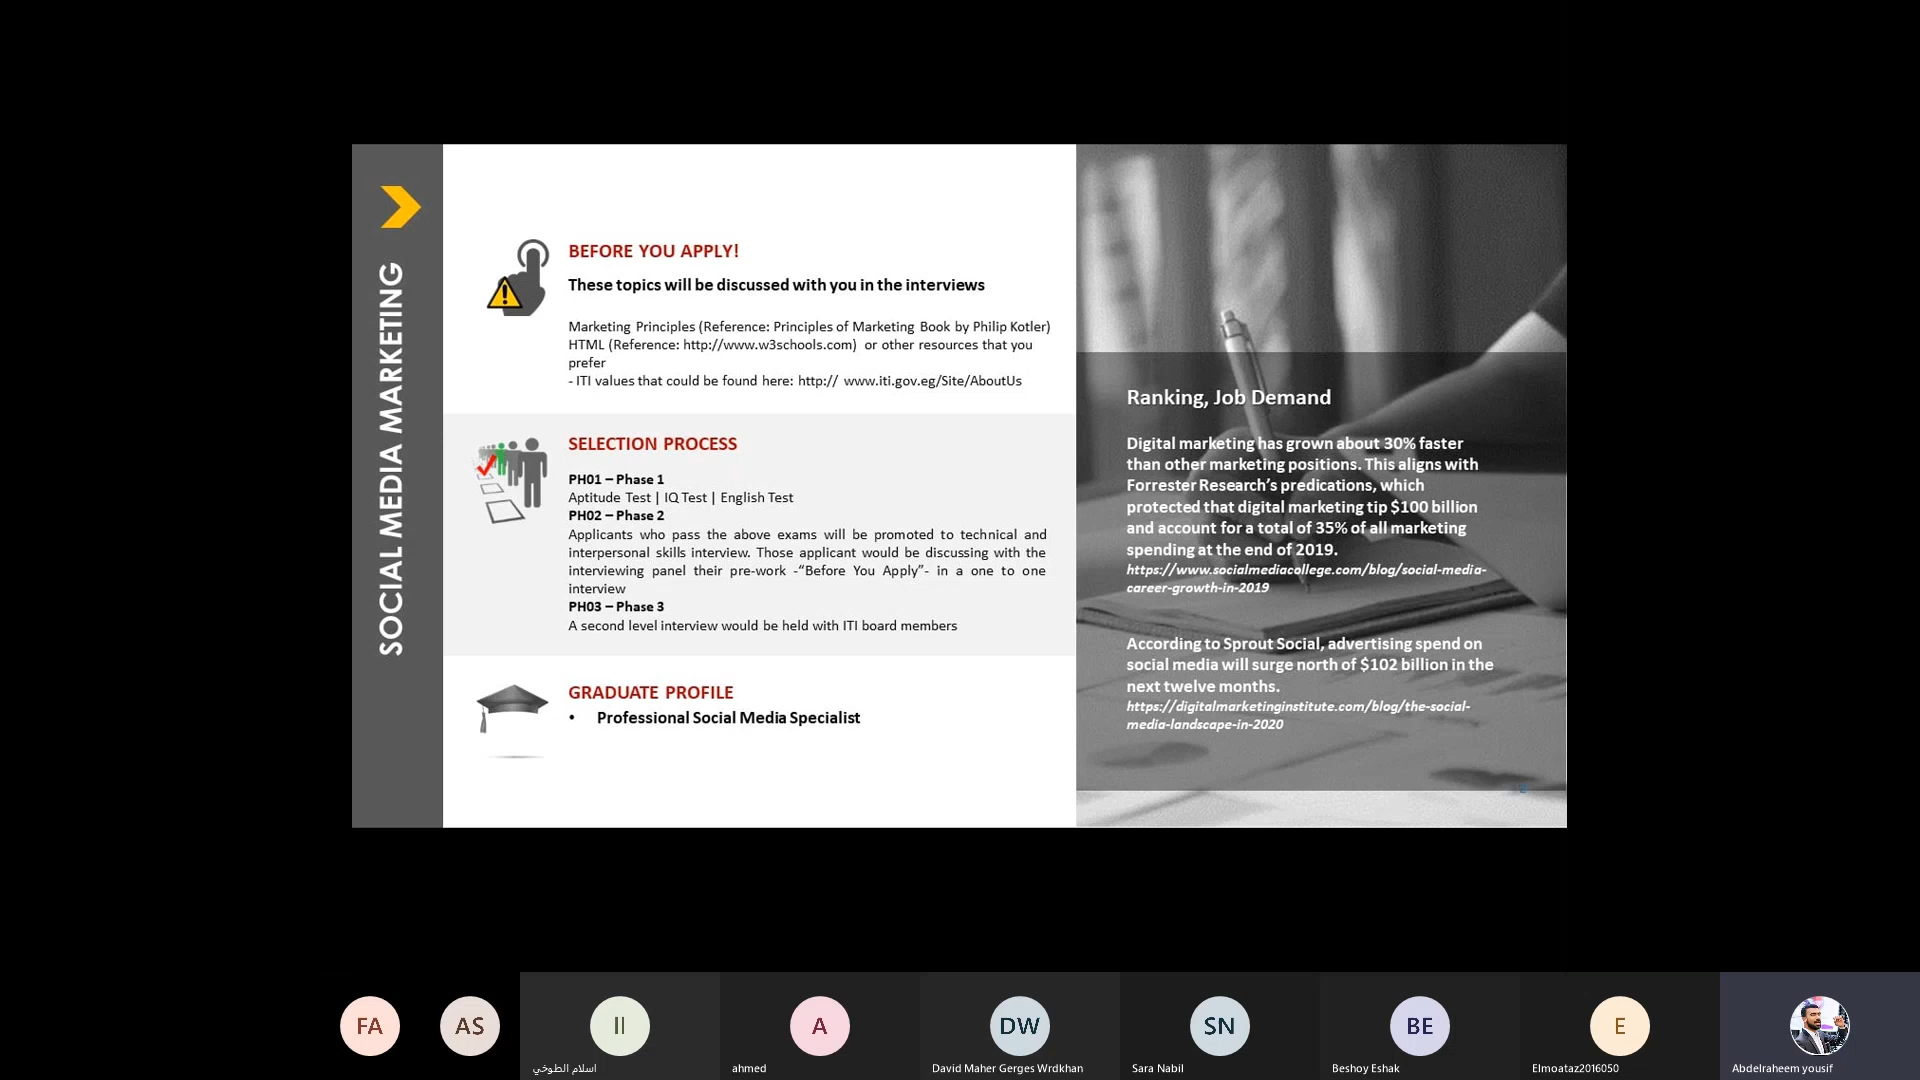 SOCIAL MEDIA MARKETING
BEFORE YOU APPLY!
These topics will be discussed with you in the interviews
Marketing Principles (Reference: Principles of Marketing Book by Philip Kotler)
HTML (Reference: http://www.w3schools.com) or other resources that you
prefer
- ITI values that could be found here: http:// www.iti.gov.eg/Site/AboutUs
SELECTION PROCESS
PH01 – Phase 1
Aptitude Test | IQ Test | English Test
PH02 – Phase 2
Applicants who pass the above exams will be promoted to technical and
interpersonal skills interview. Those applicant would be discussing with the
interviewing panel their pre-work -“Before You Apply”- in a one to one
interview
PH03 – Phase 3
A second level interview would be held with ITI board members
GRADUATE PROFILE
• Professional Social Media Specialist
Ranking, Job Demand
Digital marketing has grown about 30% faster
than other marketing positions. This aligns with
Forrester Research’s predications, which
protected that digital marketing tip $100 billion
and account for a total of 35% of all marketing
spending at the end of 2019.
https://www.socialmediacollege.com/blog/social-media-
career-growth-in-2019
According to Sprout Social, advertising spend on
social media will surge north of $102 billion in the
next twelve months.
https://digitalmarketinginstitute.com/blog/the-social-
media-landscape-in-2020
FA
AS
اا
اسلام الطوخي
A
ahmed
DW
David Maher Gerges Wrdkhan
SN
Sara Nabil
BE
Beshoy Eshak
E
Elmoataz2016050
Abdelraheem yousif